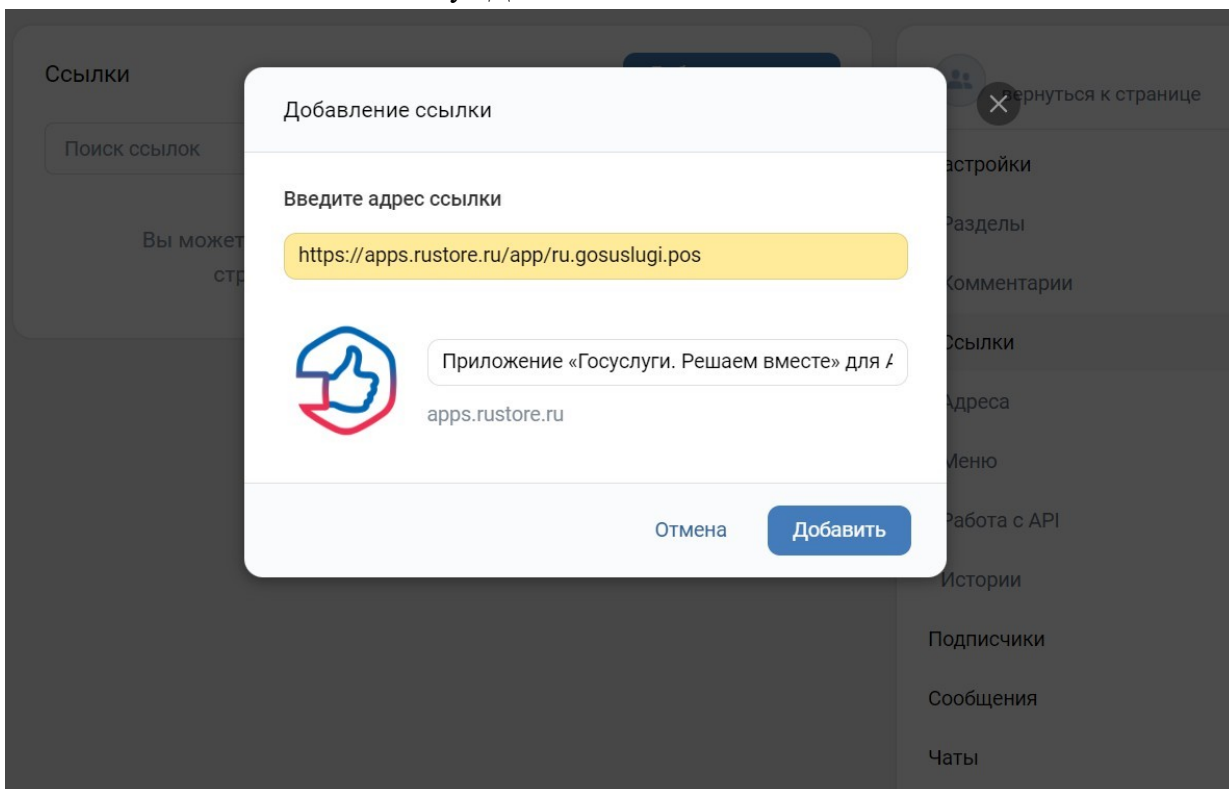 Ссылки
вернуться к странице
Добавление ссылки
Поиск ссылок
астройки
Введите адрес ссылки
Разделы
Вы может
https://apps.rustore.ru/app/ru.gosuslugi.pos
стр
Комментарии
Ссылки
Приложение «Госуслуги. Решаем вместе» для A
Адреса
apps.rustore.ru
Меню
Отмена
Добавить
Работа с API
Истории
Подписчики
Сообщения
Чаты